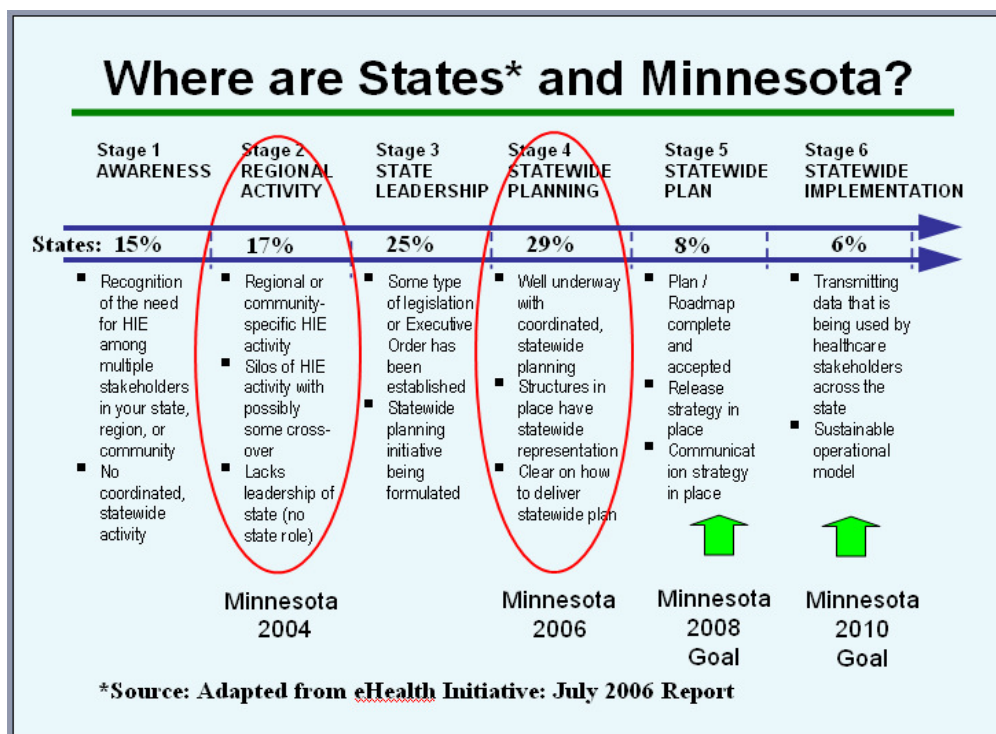 Where are States* and Minnesota?
Stage 1
AWARENESS
Stage 2
REGIONAL
ACTIVITY
Stage 3
STATE
LEADERSHIP
Stage 4
STATEWIDE
PLANNING
Stage 5
STATEWIDE
PLAN
Stage 6
STATEWIDE
IMPLEMENTATION
States: 15% 17% 25% 29% 8% 6%
▪ Recognition
of the need
for HIE
among
multiple
stakeholders
in your state,
region, or
community
▪ No
coordinated,
statewide
activity
▪ Regional or
community-
specific HIE
activity
▪ Silos of HIE
activity with
possibly
some cross-
over
▪ Lacks
leadership of
state (no
state role)
▪ Some type
of legislation
or Executive
Order has
been
established
▪ Statewide
planning
initiative
being
formulated
▪ Well underway
with
coordinated,
statewide
planning
▪ Structures in
place have
statewide
representation
▪ Clear on how
to deliver
statewide plan
▪ Plan /
Roadmap
complete
and
accepted
▪ Release
strategy in
place
▪ Communicat
ion strategy
in place
▪ Transmitting
data that is
being used by
healthcare
stakeholders
across the
state
▪ Sustainable
operational
model
Minnesota
2004
Minnesota
2006
Minnesota
2008
Goal
Minnesota
2010
Goal
*Source: Adapted from eHealth Initiative: July 2006 Report